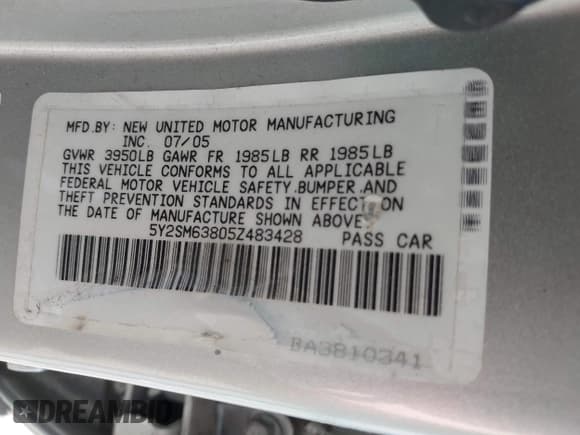 MFD.BY: NEW UNITED MOTOR MANUFACTURING
INC. 07/05
GVWR 3950LB GAWR FR 1985LB RR 1985LB
THIS VEHICLE CONFORMS TO ALL APPLICABLE
FEDERAL MOTOR VEHICLE SAFETY,BUMPER,AND
THEFT PREVENTION STANDARDS IN EFFECT ON
THE DATE OF MANUFACTURE SHOWN ABOVE.
5Y2SM63805Z483428 PASS CAR
BA3810341
DREAMBID